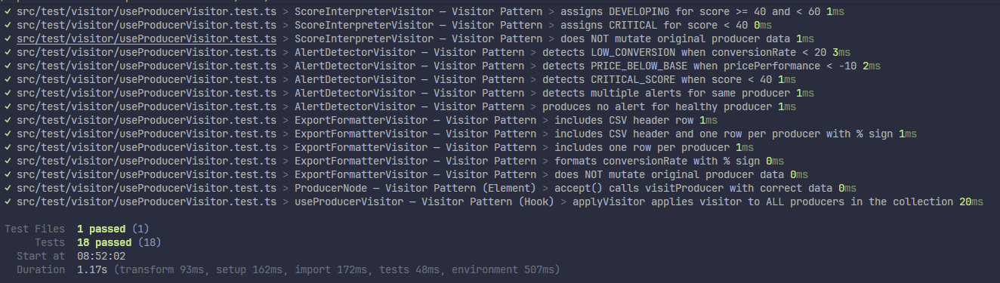 ✓ src/test/visitor/useProducerVisitor.test.ts > ScoreInterpreterVisitor — Visitor Pattern > assigns DEVELOPING for score >= 40 and < 60 1ms
✓ src/test/visitor/useProducerVisitor.test.ts > ScoreInterpreterVisitor — Visitor Pattern > assigns CRITICAL for score < 40 0ms
✓ src/test/visitor/useProducerVisitor.test.ts > ScoreInterpreterVisitor — Visitor Pattern > does NOT mutate original producer data 1ms
✓ src/test/visitor/useProducerVisitor.test.ts > AlertDetectorVisitor — Visitor Pattern > detects LOW_CONVERSION when conversionRate < 20 3ms
✓ src/test/visitor/useProducerVisitor.test.ts > AlertDetectorVisitor — Visitor Pattern > detects PRICE_BELOW_BASE when pricePerformance < -10 2ms
✓ src/test/visitor/useProducerVisitor.test.ts > AlertDetectorVisitor — Visitor Pattern > detects CRITICAL_SCORE when score < 40 1ms
✓ src/test/visitor/useProducerVisitor.test.ts > AlertDetectorVisitor — Visitor Pattern > detects multiple alerts for same producer 1ms
✓ src/test/visitor/useProducerVisitor.test.ts > AlertDetectorVisitor — Visitor Pattern > produces no alert for healthy producer 1ms
✓ src/test/visitor/useProducerVisitor.test.ts > ExportFormatterVisitor — Visitor Pattern > includes CSV header row 1ms
✓ src/test/visitor/useProducerVisitor.test.ts > ExportFormatterVisitor — Visitor Pattern > includes CSV header and one row per producer with % sign 1ms
✓ src/test/visitor/useProducerVisitor.test.ts > ExportFormatterVisitor — Visitor Pattern > includes one row per producer 1ms
✓ src/test/visitor/useProducerVisitor.test.ts > ExportFormatterVisitor — Visitor Pattern > formats conversionRate with % sign 0ms
✓ src/test/visitor/useProducerVisitor.test.ts > ExportFormatterVisitor — Visitor Pattern > does NOT mutate original producer data 0ms
✓ src/test/visitor/useProducerVisitor.test.ts > ProducerNode — Visitor Pattern (Element) > accept() calls visitProducer with correct data 0ms
✓ src/test/visitor/useProducerVisitor.test.ts > useProducerVisitor — Visitor Pattern (Hook) > applyVisitor applies visitor to ALL producers in the collection 20ms
Test Files 1 passed (1)
Tests 18 passed (18)
Start at 08:52:02
Duration 1.17s (transform 93ms, setup 162ms, import 172ms, tests 48ms, environment 507ms)